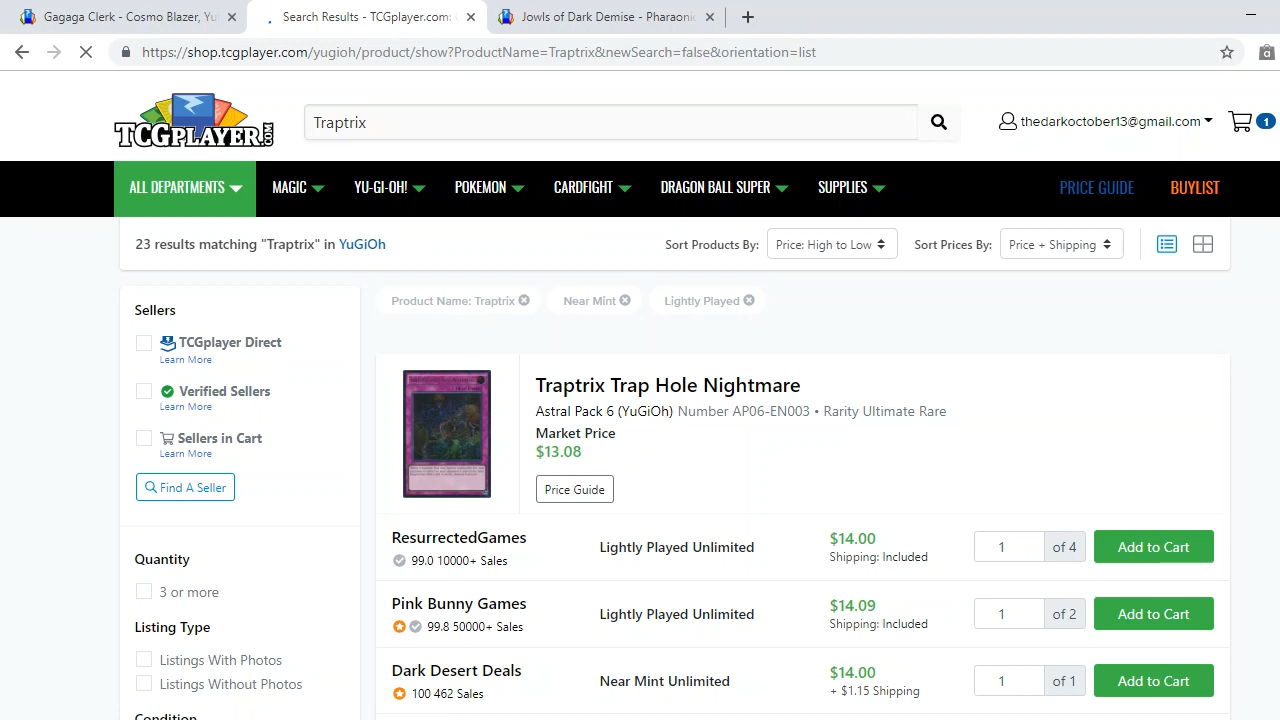 Gagaga Clerk - Cosmo Blazer, Yu
Search Results - TCGplayer.com:
Jowls of Dark Demise - Pharaonic
https://shop.tcgplayer.com/yugioh/product/show?ProductName=Traptrix&newSearch=false&orientation=list
TCGPLAYER.COM
Traptrix
thedarkoctober13@gmail.com
1
ALL DEPARTMENTS
MAGIC
YU-GI-OH!
POKEMON
CARDFIGHT
DRAGON BALL SUPER
SUPPLIES
PRICE GUIDE
BUYLIST
23 results matching "Traptrix" in YuGiOh
Sort Products By:
Price: High to Low
Sort Prices By:
Price + Shipping
Product Name: Traptrix
Near Mint
Lightly Played
Sellers
TCGplayer Direct
Learn More
Verified Sellers
Learn More
Sellers in Cart
Learn More
Find A Seller
Quantity
3 or more
Listing Type
Listings With Photos
Listings Without Photos
Condition
Traptrix Trap Hole Nightmare
Astral Pack 6 (YuGiOh) Number AP06-EN003 • Rarity Ultimate Rare
Market Price
$13.08
Price Guide
ResurrectedGames
99.0 10000+ Sales
Lightly Played Unlimited
$14.00
Shipping: Included
1
of 4
Add to Cart
Pink Bunny Games
99.8 50000+ Sales
Lightly Played Unlimited
$14.09
Shipping: Included
1
of 2
Add to Cart
Dark Desert Deals
100 462 Sales
Near Mint Unlimited
$14.00
+ $1.15 Shipping
1
of 1
Add to Cart